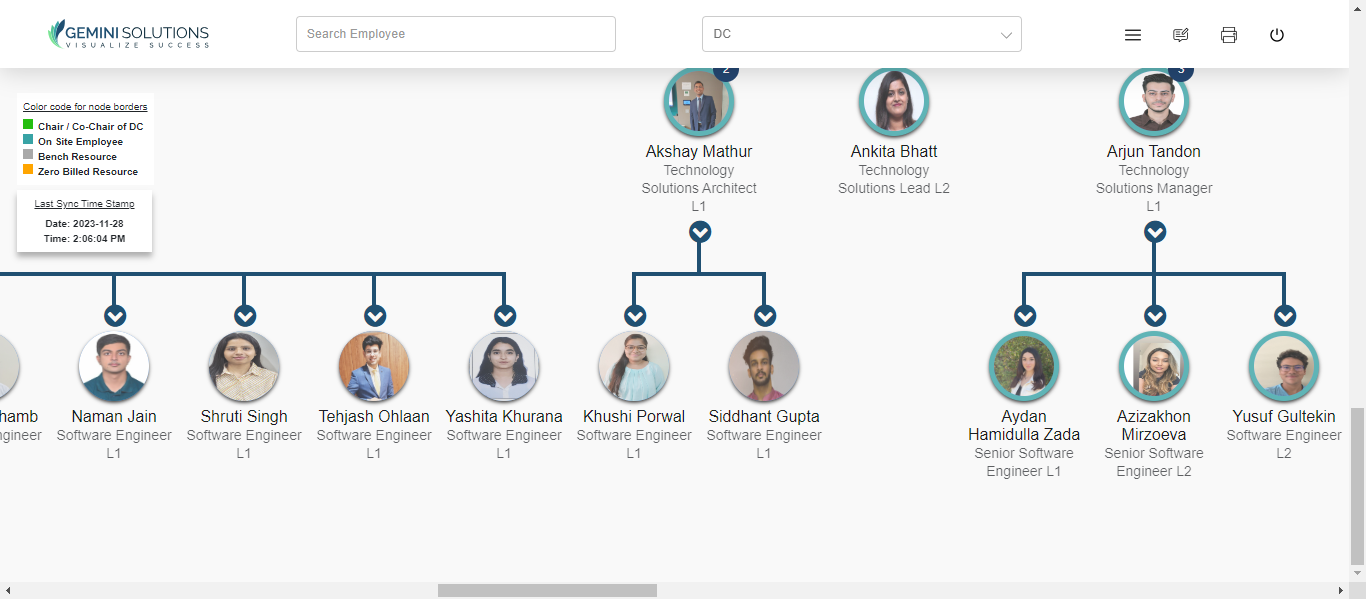 GEMINI SOLUTIONS
VISUALIZE SUCCESS
Search Employee
DC
Color code for node borders
Chair / Co-Chair of DC
On Site Employee
Bench Resource
Zero Billed Resource
Last Sync Time Stamp
Date: 2023-11-28
Time: 2:06:04 PM
2
Akshay Mathur
Technology
Solutions Architect
L1
Ankita Bhatt
Technology
Solutions Lead L2
3
Arjun Tandon
Technology
Solutions Manager
L1
hamb
ngineer
Naman Jain
Software Engineer
L1
Shruti Singh
Software Engineer
L1
Tehjash Ohlaan
Software Engineer
L1
Yashita Khurana
Software Engineer
L1
Khushi Porwal
Software Engineer
L1
Siddhant Gupta
Software Engineer
L1
Aydan
Hamidulla Zada
Senior Software
Engineer L1
Azizakhon
Mirzoeva
Senior Software
Engineer L2
Yusuf Gultekin
Software Engineer
L2